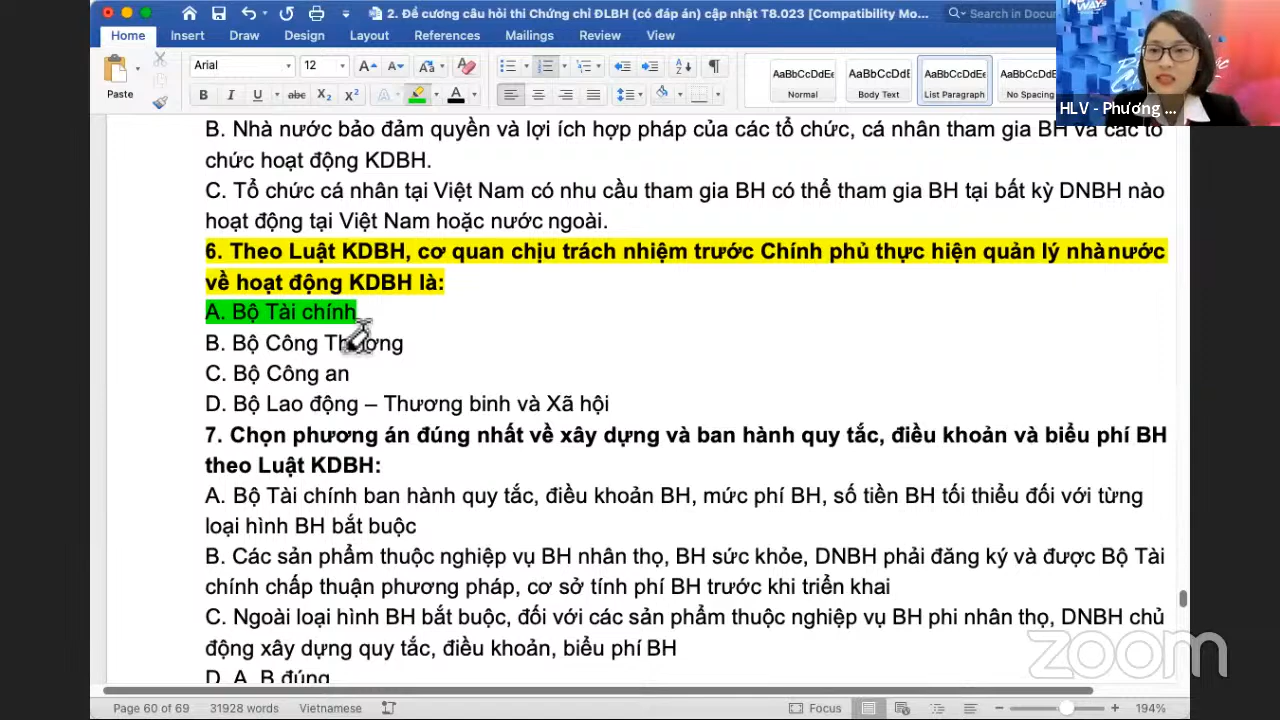 2. Đề cương câu hỏi thi Chứng chỉ ĐLBH (có đáp án) cập nhật T8.023 [Compatibility Mo...
Search in Docum
Home Insert Draw Design Layout References Mailings Review View
Paste
Arial 12
AaBbCcDdEe AaBbCcDdE AaBbCcDdEe AaBbCcDdE
Normal Body Text List Paragraph No Spacing
HLV - Phương ...
B. Nhà nước bảo đảm quyền và lợi ích hợp pháp của các tổ chức, cá nhân tham gia BH và các tổ
chức hoạt động KDBH.
C. Tổ chức cá nhân tại Việt Nam có nhu cầu tham gia BH có thể tham gia BH tại bất kỳ DNBH nào
hoạt động tại Việt Nam hoặc nước ngoài.
6. Theo Luật KDBH, cơ quan chịu trách nhiệm trước Chính phủ thực hiện quản lý nhà nước
về hoạt động KDBH là:
A. Bộ Tài chính
B. Bộ Công Thương
C. Bộ Công an
D. Bộ Lao động – Thương binh và Xã hội
7. Chọn phương án đúng nhất về xây dựng và ban hành quy tắc, điều khoản và biểu phí BH
theo Luật KDBH:
A. Bộ Tài chính ban hành quy tắc, điều khoản BH, mức phí BH, số tiền BH tối thiểu đối với từng
loại hình BH bắt buộc
B. Các sản phẩm thuộc nghiệp vụ BH nhân thọ, BH sức khỏe, DNBH phải đăng ký và được Bộ Tài
chính chấp thuận phương pháp, cơ sở tính phí BH trước khi triển khai
C. Ngoài loại hình BH bắt buộc, đối với các sản phẩm thuộc nghiệp vụ BH phi nhân thọ, DNBH chủ
động xây dựng quy tắc, điều khoản, biểu phí BH
D. A, B đúng
zoom
Page 60 of 69 31928 words Vietnamese Focus 194%